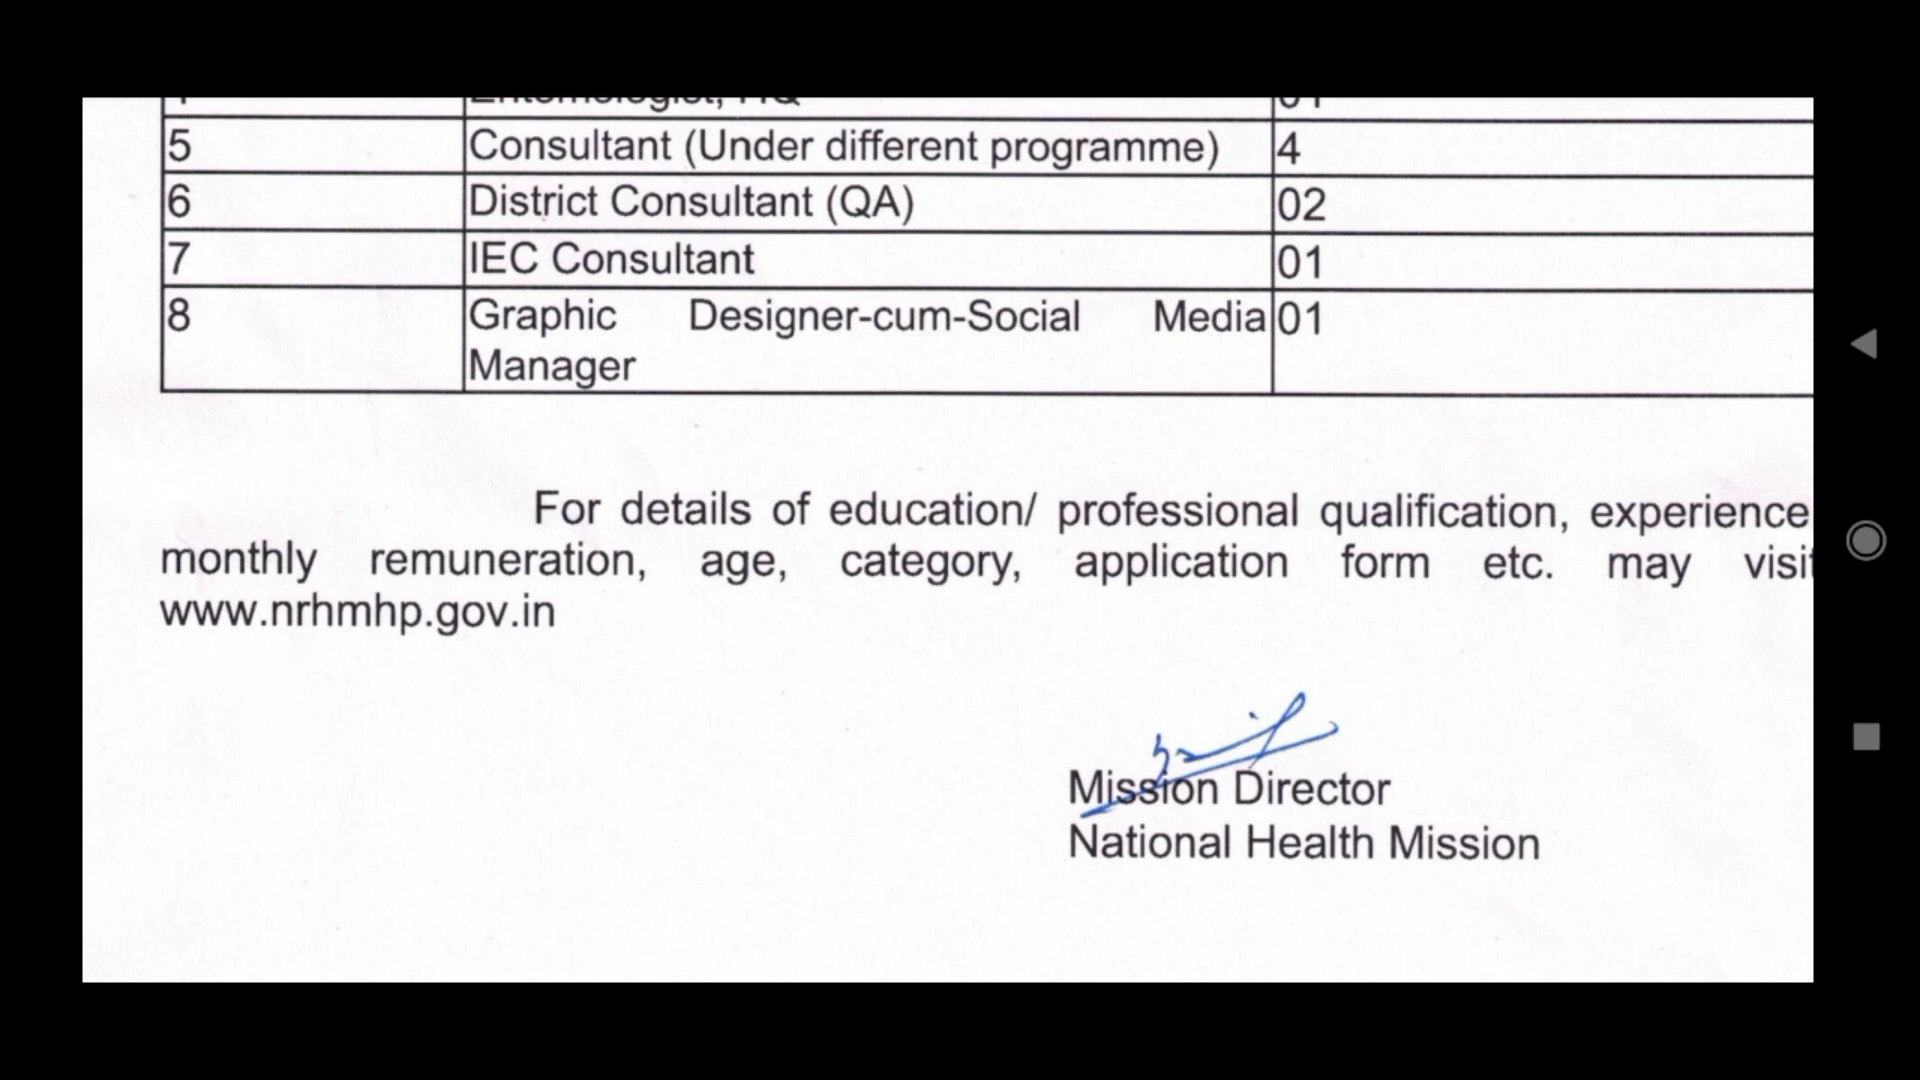 5 Consultant (Under different programme) 4
6 District Consultant (QA) 02
7 IEC Consultant 01
8 Graphic Designer-cum-Social Media 01
Manager
For details of education/ professional qualification, experience
monthly remuneration, age, category, application form etc. may visit
www.nrhmhp.gov.in
Mission Director
National Health Mission